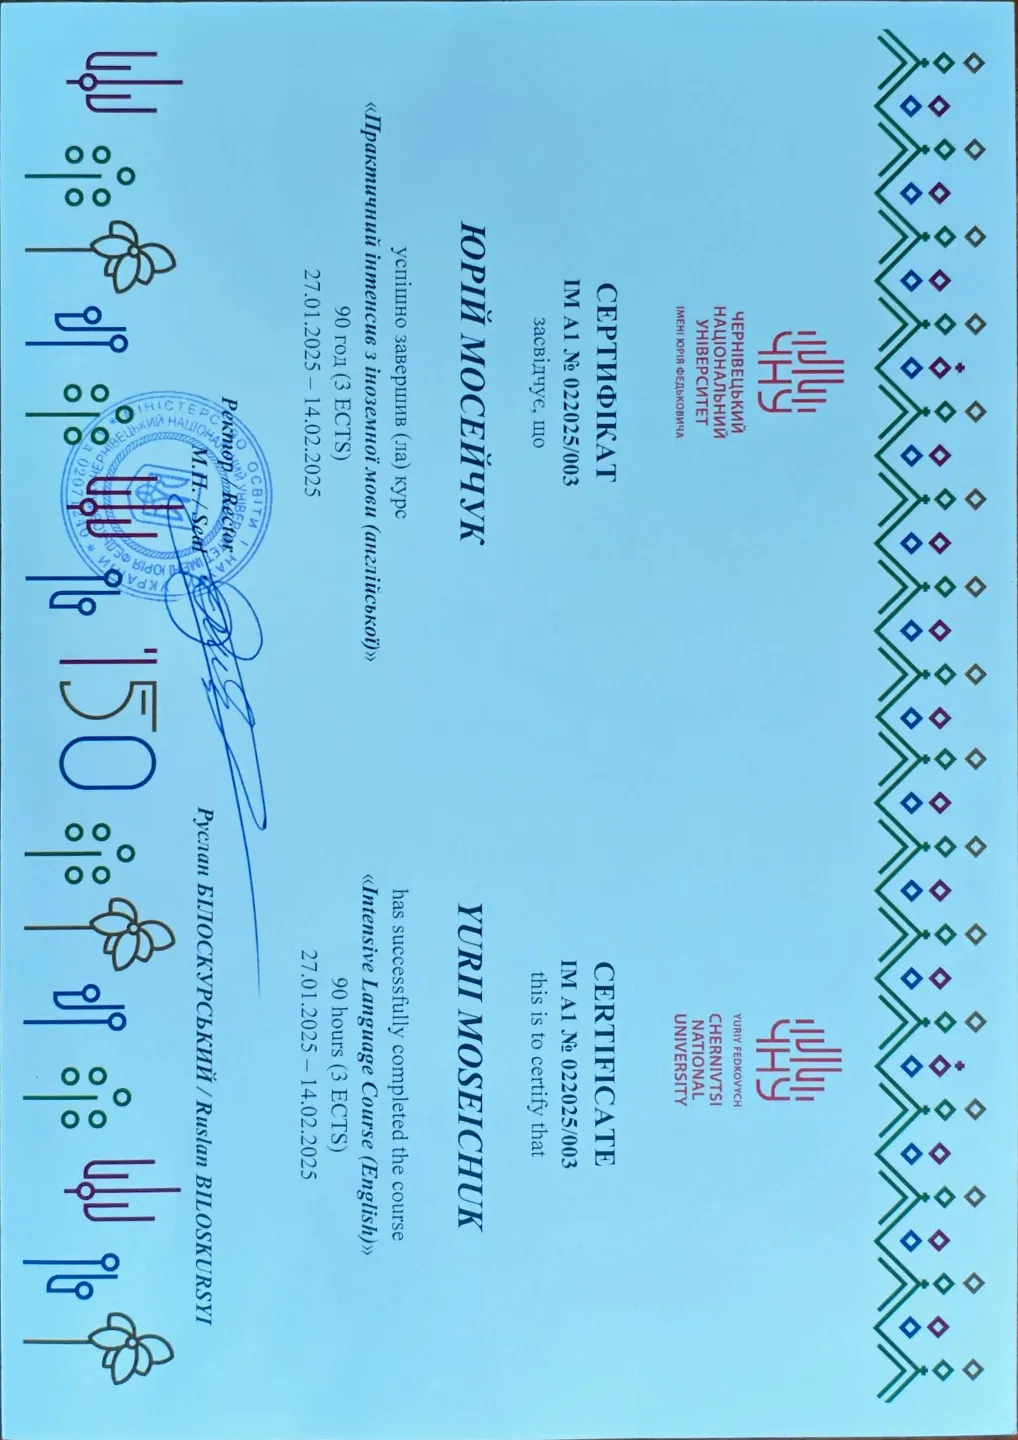 ЧНУ
ЧЕРНІВЕЦЬКИЙ
НАЦІОНАЛЬНИЙ
УНІВЕРСИТЕТ
ІМЕНІ ЮРІЯ ФЕДЬКОВИЧА
СЕРТИФІКАТ
ІМ А1 № 022025/003
засвідчує, що
ЮРІЙ МОСЕЙЧУК
успішно завершив (ла) курс
«Практичний інтенсив з іноземної мови (англійської)»
90 год (3 ECTS)
27.01.2025 – 14.02.2025
ЧНУ
YURIY FEDKOVYCH
CHERNIVTSI
NATIONAL
UNIVERSITY
CERTIFICATE
IM A1 № 022025/003
this is to certify that
YURII MOSEICHUK
has successfully completed the course
«Intensive Language Course (English)»
90 hours (3 ECTS)
27.01.2025 – 14.02.2025
Ректор / Rector
М.П. / Seal
Руслан БІЛОСКУРСЬКИЙ / Ruslan BILOSKURSYI
МІНІСТЕРСТВО ОСВІТИ І НАУКИ УКРАЇНИ
150